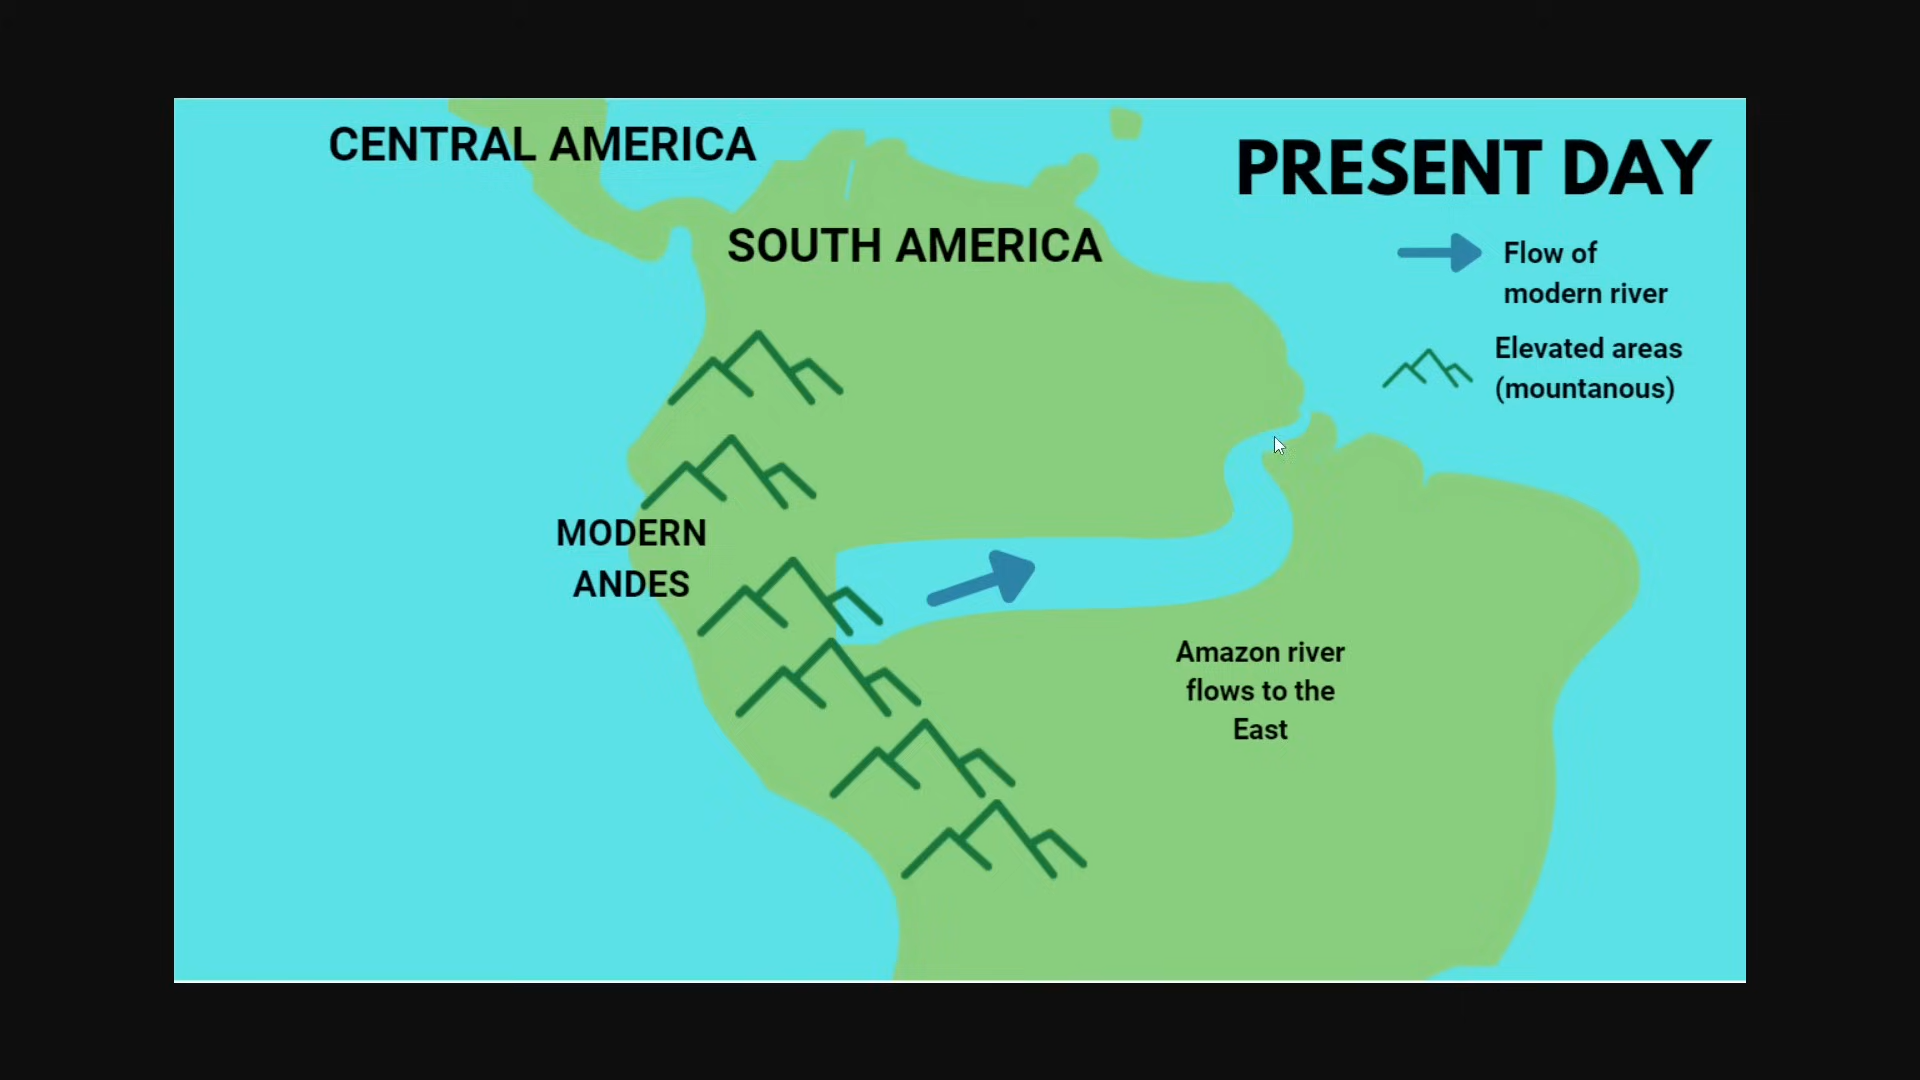 CENTRAL AMERICA
PRESENT DAY
SOUTH AMERICA
Flow of
modern river
Elevated areas
(mountanous)
MODERN
ANDES
Amazon river
flows to the
East